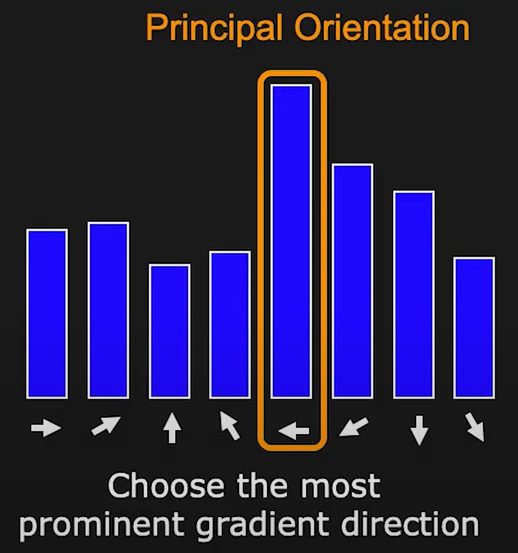 Principal Orientation
Choose the most
prominent gradient direction